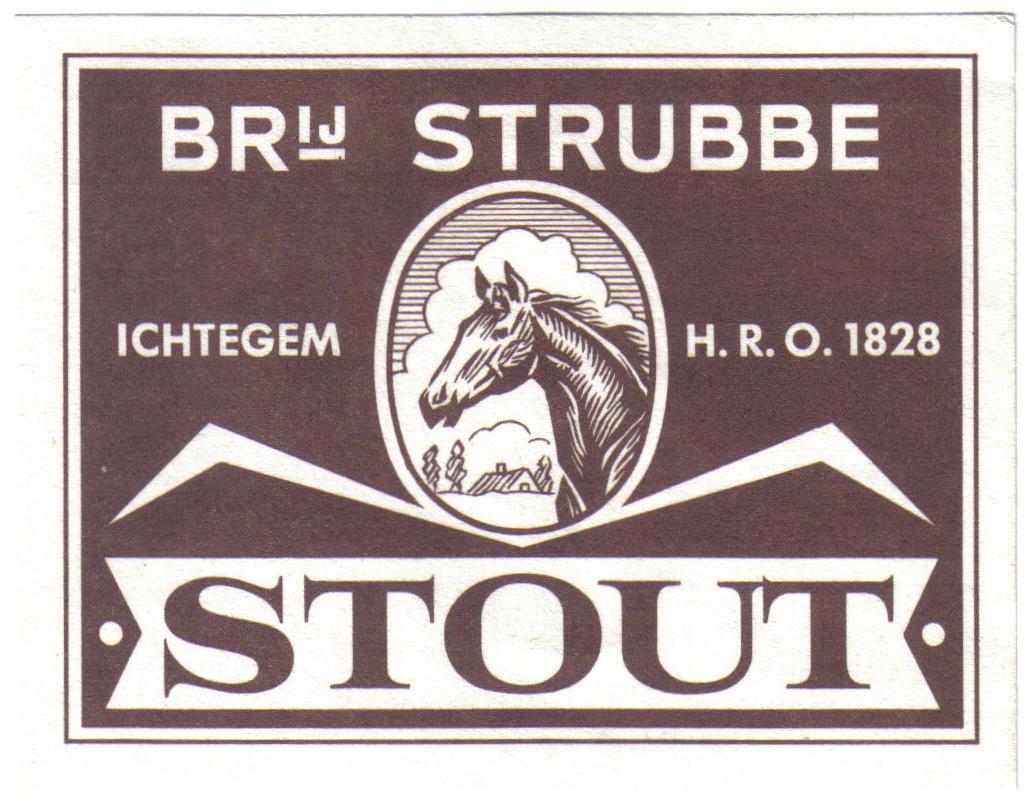 BRIJ STRUBBE
ICHTEGEM
H. R. O. 1828
STOUT